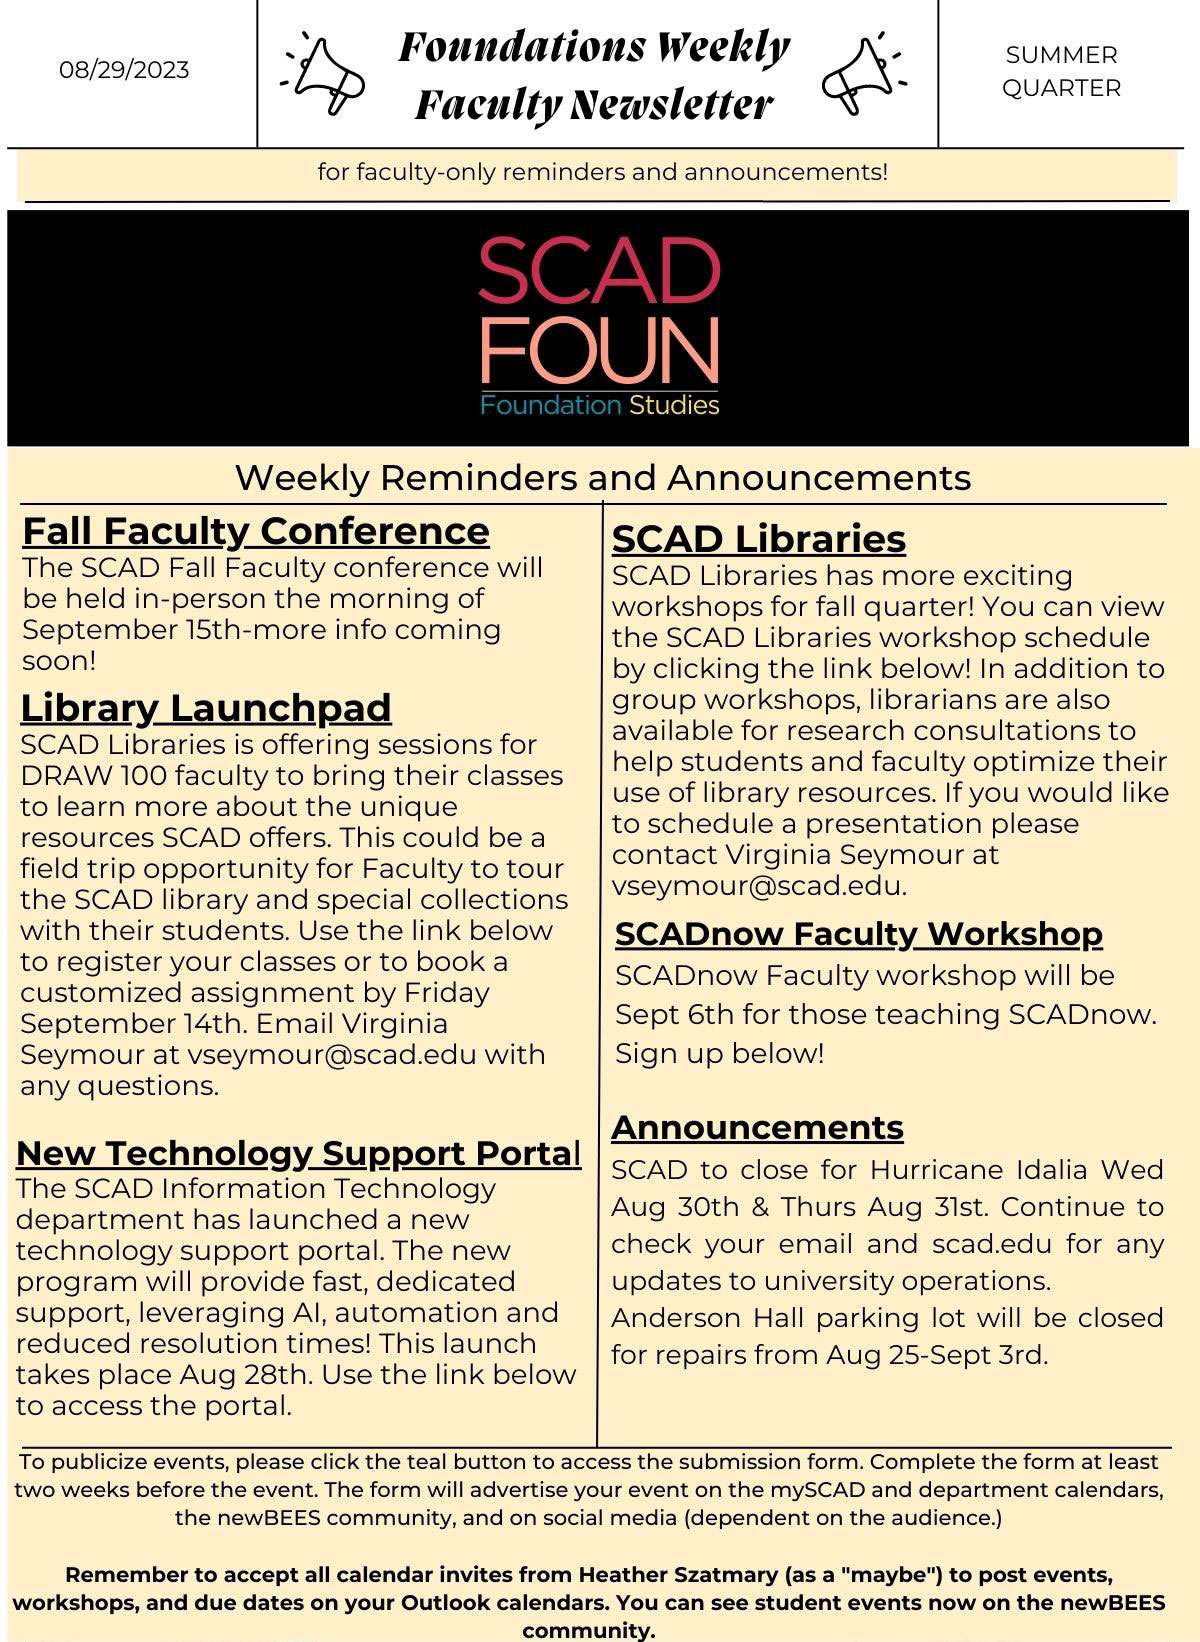 08/29/2023
Foundations Weekly
Faculty Newsletter
SUMMER
QUARTER
for faculty-only reminders and announcements!
SCAD
FOUN
Foundation Studies
Weekly Reminders and Announcements
Fall Faculty Conference
The SCAD Fall Faculty conference will
be held in-person the morning of
September 15th-more info coming
soon!
Library Launchpad
SCAD Libraries is offering sessions for
DRAW 100 faculty to bring their classes
to learn more about the unique
resources SCAD offers. This could be a
field trip opportunity for Faculty to tour
the SCAD library and special collections
with their students. Use the link below
to register your classes or to book a
customized assignment by Friday
September 14th. Email Virginia
Seymour at vseymour@scad.edu with
any questions.
New Technology Support Portal
The SCAD Information Technology
department has launched a new
technology support portal. The new
program will provide fast, dedicated
support, leveraging AI, automation and
reduced resolution times! This launch
takes place Aug 28th. Use the link below
to access the portal.
SCAD Libraries
SCAD Libraries has more exciting
workshops for fall quarter! You can view
the SCAD Libraries workshop schedule
by clicking the link below! In addition to
group workshops, librarians are also
available for research consultations to
help students and faculty optimize their
use of library resources. If you would like
to schedule a presentation please
contact Virginia Seymour at
vseymour@scad.edu.
SCADnow Faculty Workshop
SCADnow Faculty workshop will be
Sept 6th for those teaching SCADnow.
Sign up below!
Announcements
SCAD to close for Hurricane Idalia Wed
Aug 30th & Thurs Aug 31st. Continue to
check your email and scad.edu for any
updates to university operations.
Anderson Hall parking lot will be closed
for repairs from Aug 25-Sept 3rd.
To publicize events, please click the teal button to access the submission form. Complete the form at least
two weeks before the event. The form will advertise your event on the mySCAD and department calendars,
the newBEES community, and on social media (dependent on the audience.)
Remember to accept all calendar invites from Heather Szatmary (as a "maybe") to post events,
workshops, and due dates on your Outlook calendars. You can see student events now on the newBEES
community.